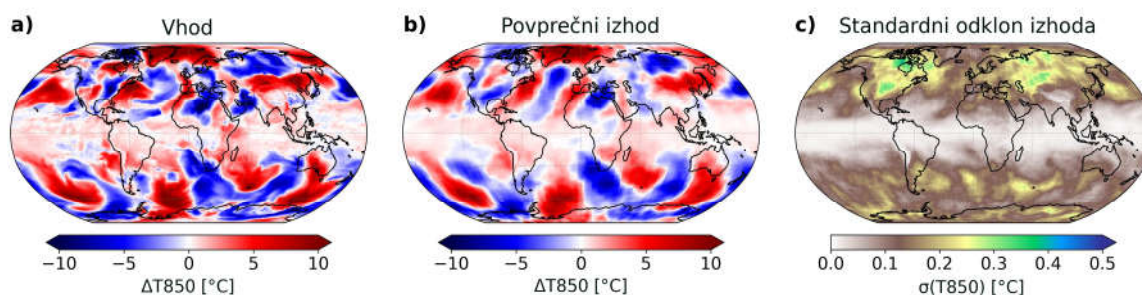 a) Vhod
−10 −5 0 5 10
ΔT850 [°C]
b) Povprečni izhod
−10 −5 0 5 10
ΔT850 [°C]
c) Standardni odklon izhoda
0.0 0.1 0.2 0.3 0.4 0.5
σ(T850) [°C]